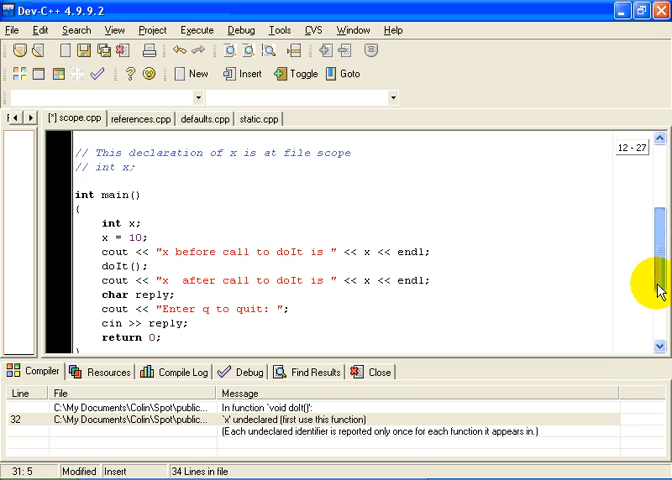 Dev-C++ 4.9.9.2
File Edit Search View Project Execute Debug Tools CVS Window Help
New Insert Toggle Goto
[*] scope.cpp references.cpp defaults.cpp static.cpp
// This declaration of x is at file scope
12 - 27
// int x;
int main()
{
int x;
x = 10;
cout << "x before call to doIt is " << x << endl;
doIt();
cout << "x  after call to doIt is " << x << endl;
char reply;
cout << "Enter q to quit: ";
cin >> reply;
return 0;
Compiler Resources Compile Log Debug Find Results Close
Line File Message
C:\My Documents\Colin\Spot\public... In function `void doIt()':
32 C:\My Documents\Colin\Spot\public... `x' undeclared (first use this function)
(Each undeclared identifier is reported only once for each function it appears in.)
31: 5 Modified Insert 34 Lines in file